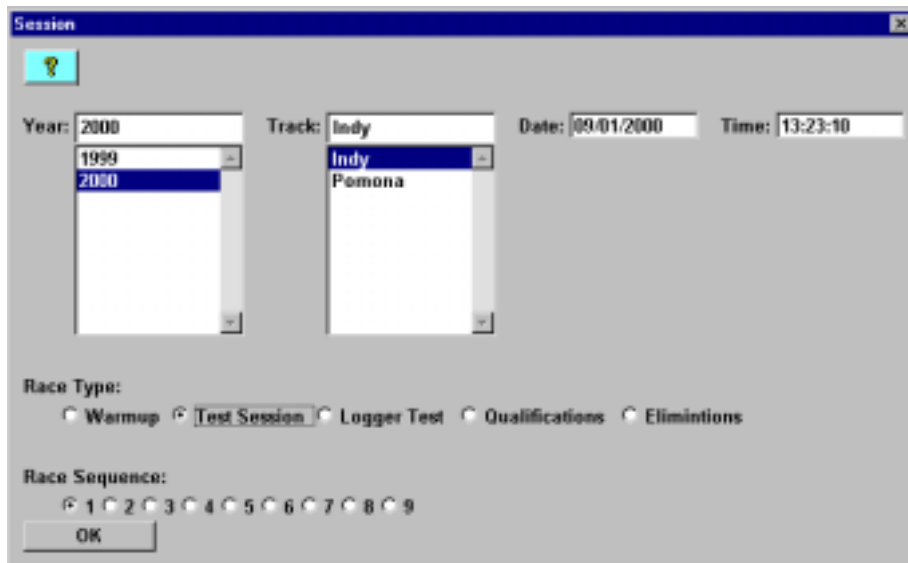 Session
?
Year: 2000 Track: Indy Date: 09/01/2000 Time: 13:23:10
1999
2000
Indy
Pomona
Race Type:
Warmup Test Session Logger Test Qualifications Elimintions
Race Sequence:
1 2 3 4 5 6 7 8 9
OK